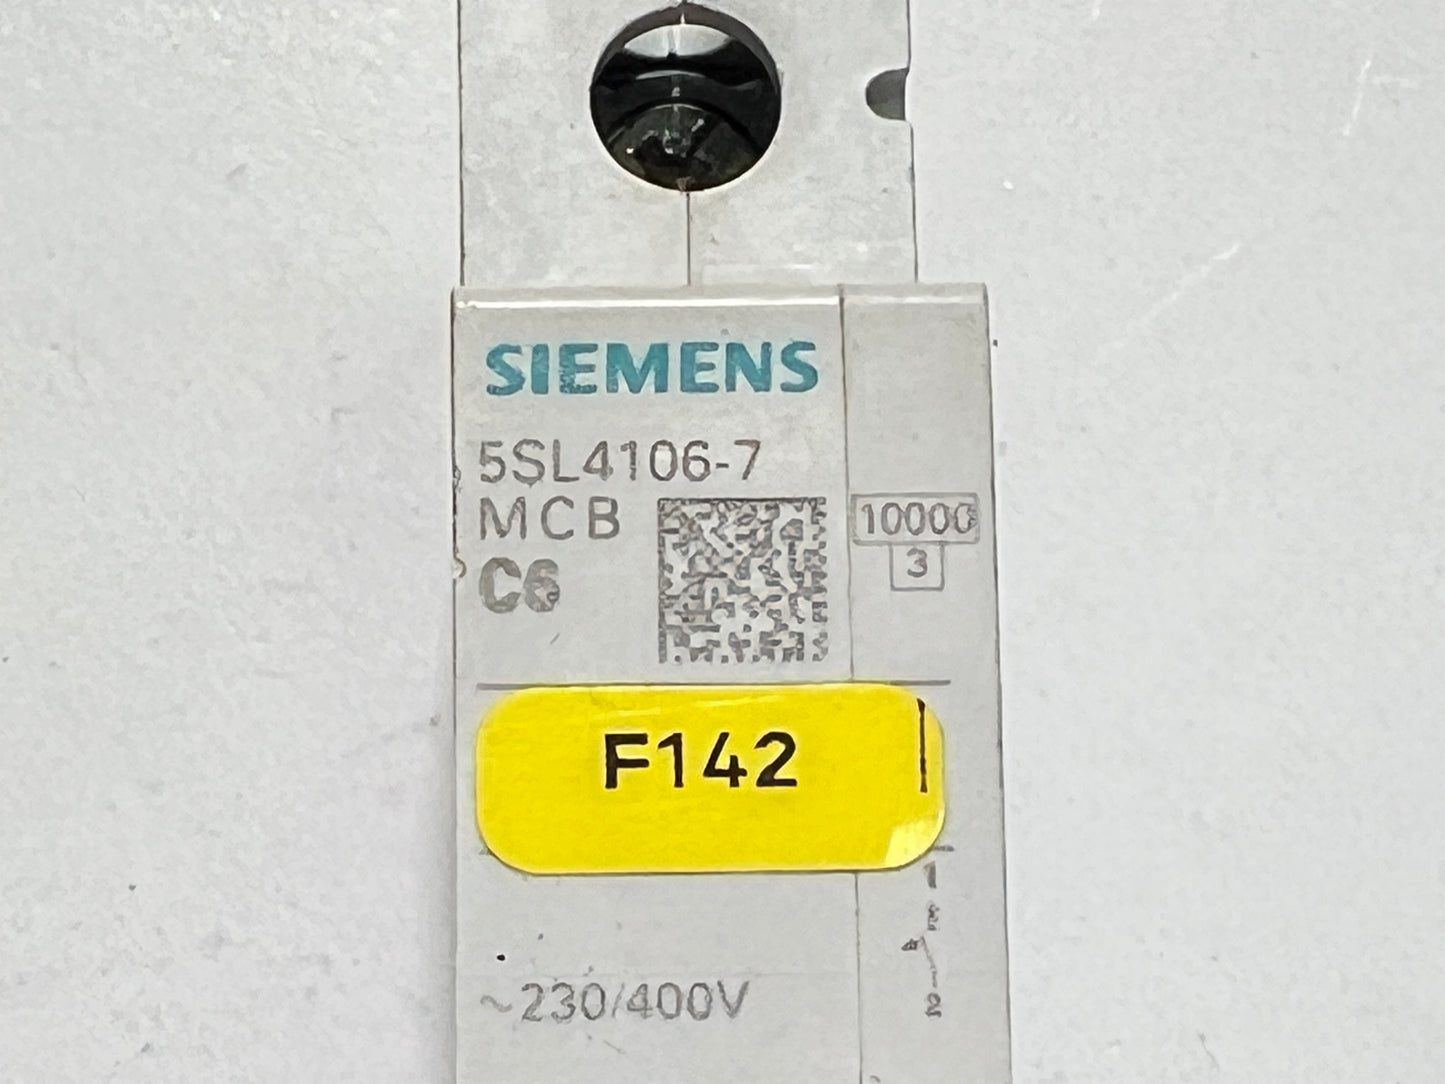 SIEMENS
5SL4106-7
MCB
C6
10000
3
F142
1
2
~230/400V